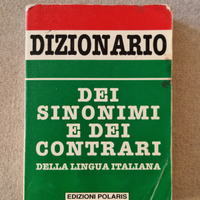 DIZIONARIO
DEI
SINONIMI
E DEI
CONTRARI
DELLA LINGUA ITALIANA
EDIZIONI POLARIS